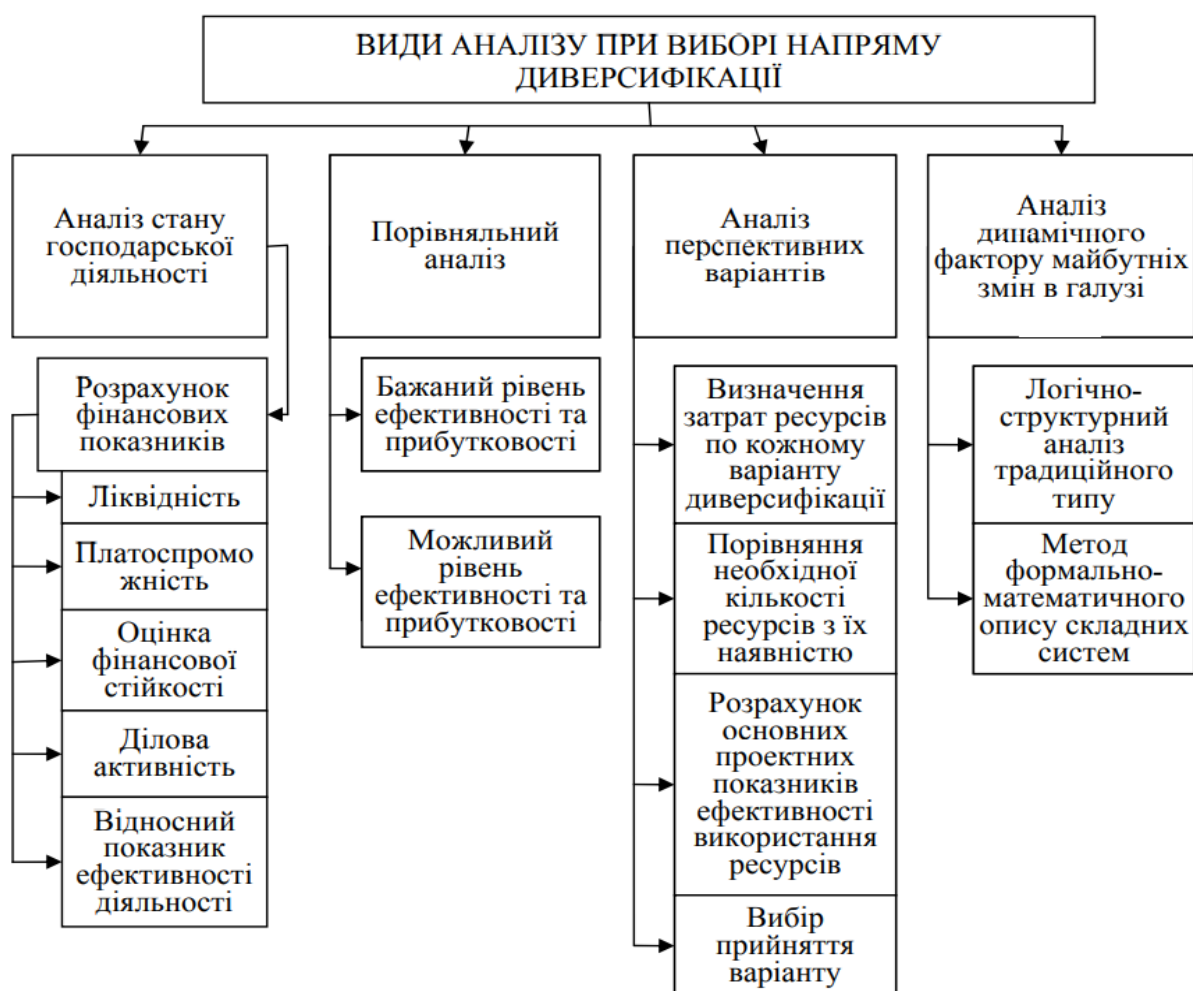 ВИДИ АНАЛІЗУ ПРИ ВИБОРІ НАПРЯМУ
ДИВЕРСИФІКАЦІЇ
Аналіз стану
господарської
діяльності
Розрахунок
фінансових
показників
Ліквідність
Платоспромо
жність
Оцінка
фінансової
стійкості
Ділова
активність
Відносний
показник
ефективності
діяльності
Порівняльний
аналіз
Бажаний рівень
ефективності та
прибутковості
Можливий
рівень
ефективності та
прибутковості
Аналіз
перспективних
варіантів
Визначення
затрат ресурсів
по кожному
варіанту
диверсифікації
Порівняння
необхідної
кількості
ресурсів з їх
наявністю
Розрахунок
основних
проектних
показників
ефективності
використання
ресурсів
Вибір
прийняття
варіанту
Аналіз
динамічного
фактору майбутніх
змін в галузі
Логічно-
структурний
аналіз
традиційного
типу
Метод
формально-
математичного
опису складних
систем